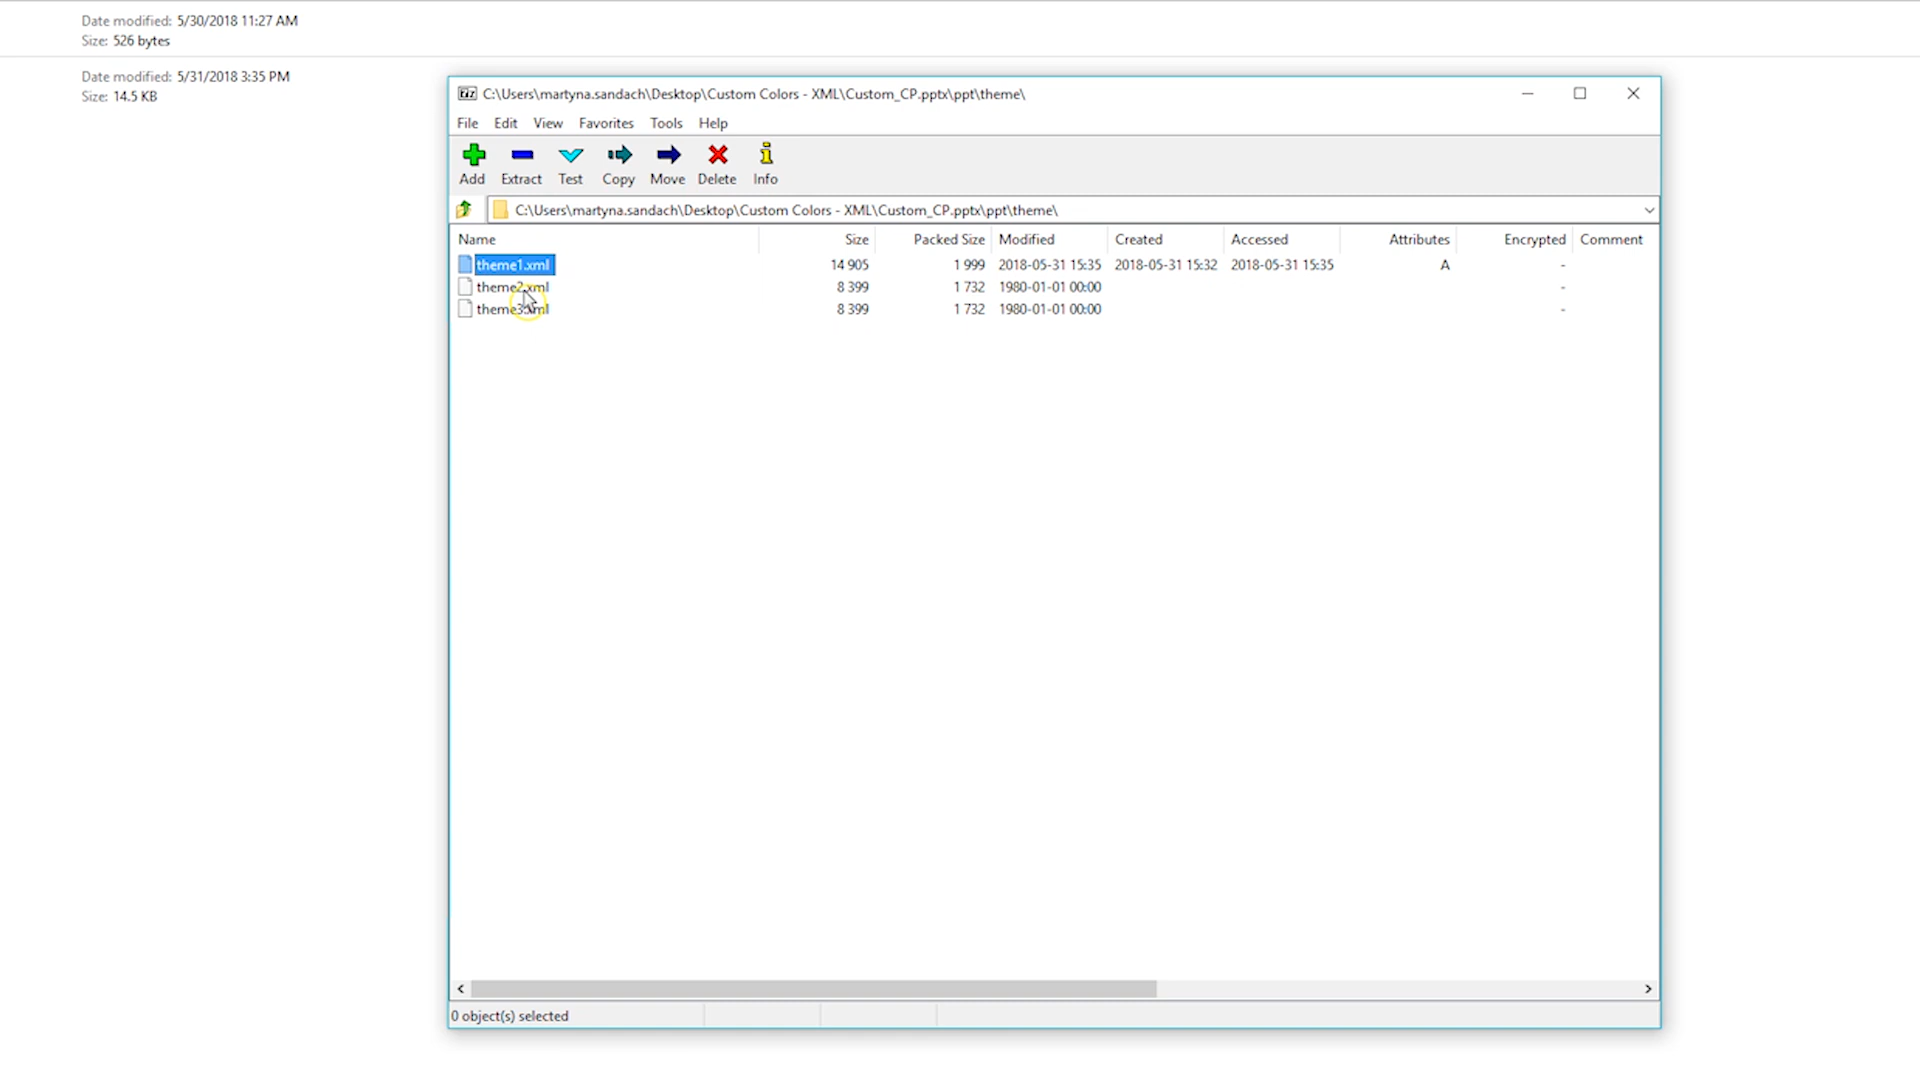 Date modified: 5/30/2018 11:27 AM
Size: 526 bytes
Date modified: 5/31/2018 3:35 PM
Size: 14.5 KB
C:\Users\martyna.sandach\Desktop\Custom Colors - XML\Custom_CP.pptx\ppt\theme\
File Edit View Favorites Tools Help
Add Extract Test Copy Move Delete Info
C:\Users\martyna.sandach\Desktop\Custom Colors - XML\Custom_CP.pptx\ppt\theme\
Name Size Packed Size Modified Created Accessed Attributes Encrypted Comment
theme1.xml 14 905 1 999 2018-05-31 15:35 2018-05-31 15:32 2018-05-31 15:35 A -
theme2.xml 8 399 1 732 1980-01-01 00:00 -
theme3.xml 8 399 1 732 1980-01-01 00:00 -
0 object(s) selected